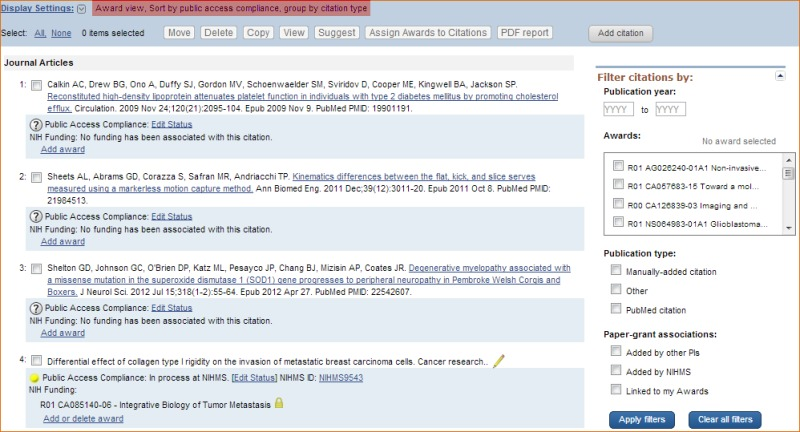 Display Settings: Award view, Sort by public access compliance, group by citation type
Select: All, None 0 items selected Move Delete Copy View Suggest Assign Awards to Citations PDF report Add citation
Journal Articles
1: Calkin AC, Drew BG, Ono A, Duffy SJ, Gordon MV, Schoenwaelder SM, Sviridov D, Cooper ME, Kingwell BA, Jackson SP.
Reconstituted high-density lipoprotein attenuates platelet function in individuals with type 2 diabetes mellitus by promoting cholesterol
efflux. Circulation. 2009 Nov 24;120(21):2095-104. Epub 2009 Nov 9. PubMed PMID: 19901191.
? Public Access Compliance: Edit Status
NIH Funding: No funding has been associated with this citation.
Add award
2: Sheets AL, Abrams GD, Corazza S, Safran MR, Andriacchi TP. Kinematics differences between the flat, kick, and slice serves
measured using a markerless motion capture method. Ann Biomed Eng. 2011 Dec;39(12):3011-20. Epub 2011 Oct 8. PubMed PMID:
21984513.
? Public Access Compliance: Edit Status
NIH Funding: No funding has been associated with this citation.
Add award
3: Shelton GD, Johnson GC, O'Brien DP, Katz ML, Pesayco JP, Chang BJ, Mizisin AP, Coates JR. Degenerative myelopathy associated with
a missense mutation in the superoxide dismutase 1 (SOD1) gene progresses to peripheral neuropathy in Pembroke Welsh Corgis and
Boxers. J Neurol Sci. 2012 Jul 15;318(1-2):55-64. Epub 2012 Apr 27. PubMed PMID: 22542607.
? Public Access Compliance: Edit Status
NIH Funding: No funding has been associated with this citation.
Add award
4: Differential effect of collagen type I rigidity on the invasion of metastatic breast carcinoma cells. Cancer research..
Public Access Compliance: In process at NIHMS. [Edit Status] NIHMS ID: NIHMS9543
NIH Funding:
R01 CA085140-06 - Integrative Biology of Tumor Metastasis
Add or delete award
Filter citations by:
Publication year:
YYYY to YYYY
Awards: No award selected
R01 AG026240-01A1 Non-invasive...
R01 CA057683-15 Toward a mol...
R00 CA126839-03 Imaging and ...
R01 NS064983-01A1 Glioblastoma...
Publication type:
Manually-added citation
Other
PubMed citation
Paper-grant associations:
Added by other PIs
Added by NIHMS
Linked to my Awards
Apply filters Clear all filters